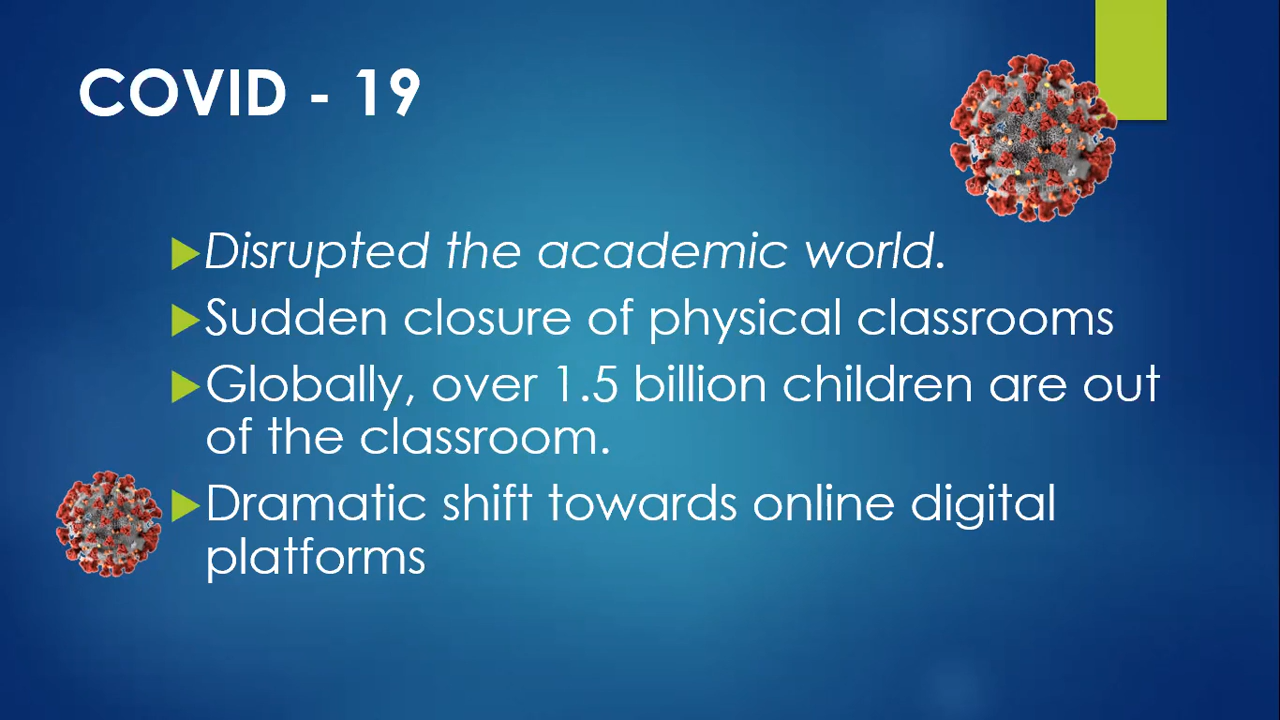 COVID - 19
Disrupted the academic world.
Sudden closure of physical classrooms
Globally, over 1.5 billion children are out
of the classroom.
Dramatic shift towards online digital
platforms